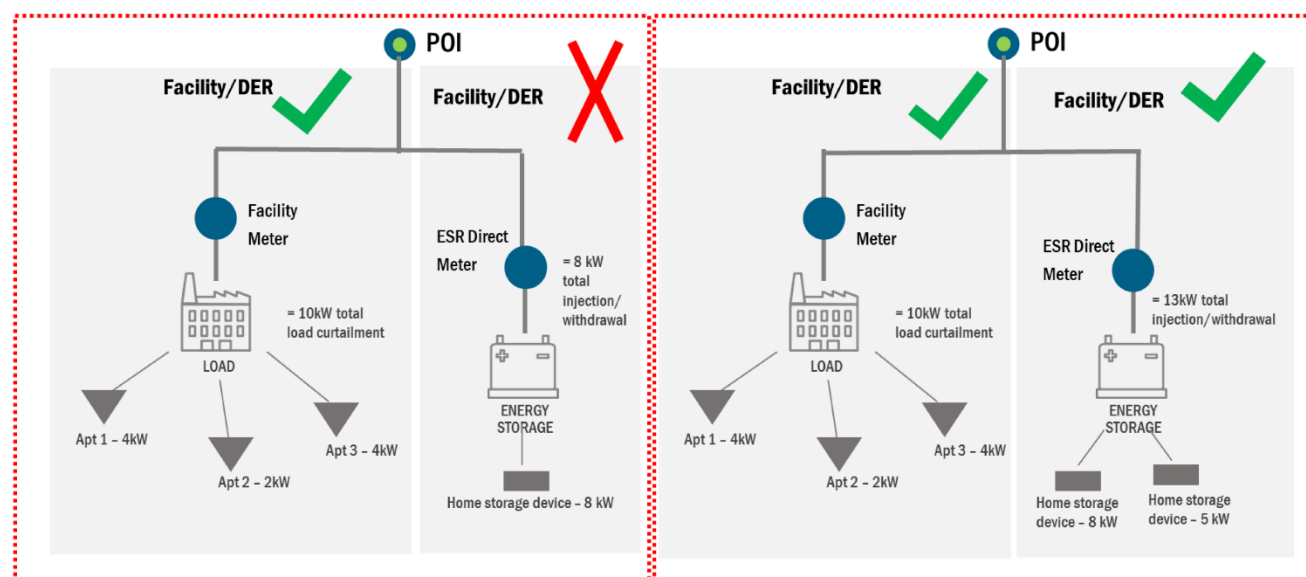 POI
Facility/DER
Facility/DER
Facility
Meter
ESR Direct
Meter
= 8 kW
total
injection/
withdrawal
= 10kW total
load curtailment
LOAD
ENERGY
STORAGE
Apt 1 – 4kW
Apt 3 – 4kW
Apt 2 – 2kW
Home storage device – 8 kW
POI
Facility/DER
Facility/DER
Facility
Meter
ESR Direct
Meter
= 10kW total
load curtailment
= 13kW total
injection/withdrawal
LOAD
ENERGY
STORAGE
Apt 1 – 4kW
Apt 3 – 4kW
Apt 2 – 2kW
Home storage
device – 8 kW
Home storage
device – 5 kW